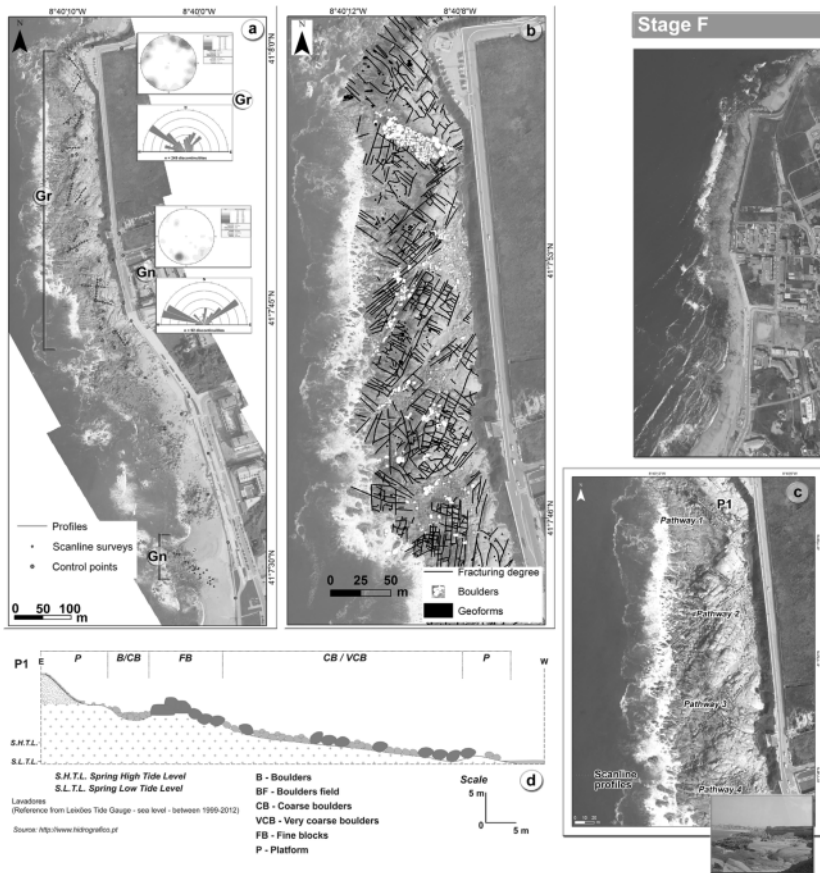 8°40'10"W
8°40'0"W
N
a
41°8'0"N
Gr
n = 248 discontinuities
Gr
Gn
41°7'45"N
Profiles
Scanline surveys
Control points
Gn
41°7'30"N
0 50 100
m
8°40'12"W
8°40'8"W
N
b
41°7'53"N
41°7'46"N
0 25 50
m
Fracturing degree
Boulders
Geoforms
Stage F
c
P1
Pathway 1
Pathway 2
Pathway 3
Scanline
profiles
Pathway 4
P1
E
P
B/CB
FB
CB / VCB
P
W
S.H.T.L.
S.L.T.L.
S.H.T.L. Spring High Tide Level
S.L.T.L. Spring Low Tide Level
Lavadores
(Reference from Leixões Tide Gauge - sea level - between 1999-2012)
Source: http://www.hidrografico.pt
B - Boulders
BF - Boulders field
CB - Coarse boulders
VCB - Very coarse boulders
FB - Fine blocks
P - Platform
Scale
5 m
0
5 m
d